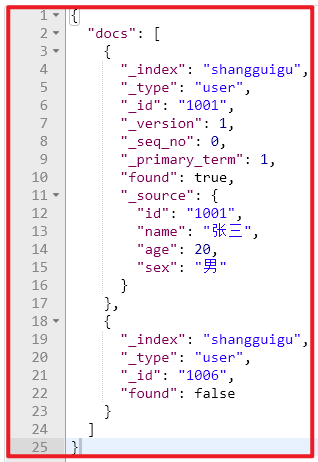 1 {
2 "docs": [
3 {
4 "_index": "shangguigu",
5 "_type": "user",
6 "_id": "1001",
7 "_version": 1,
8 "_seq_no": 0,
9 "_primary_term": 1,
10 "found": true,
11 "_source": {
12 "id": "1001",
13 "name": "张三",
14 "age": 20,
15 "sex": "男"
16 }
17 },
18 {
19 "_index": "shangguigu",
20 "_type": "user",
21 "_id": "1006",
22 "found": false
23 }
24 ]
25 }